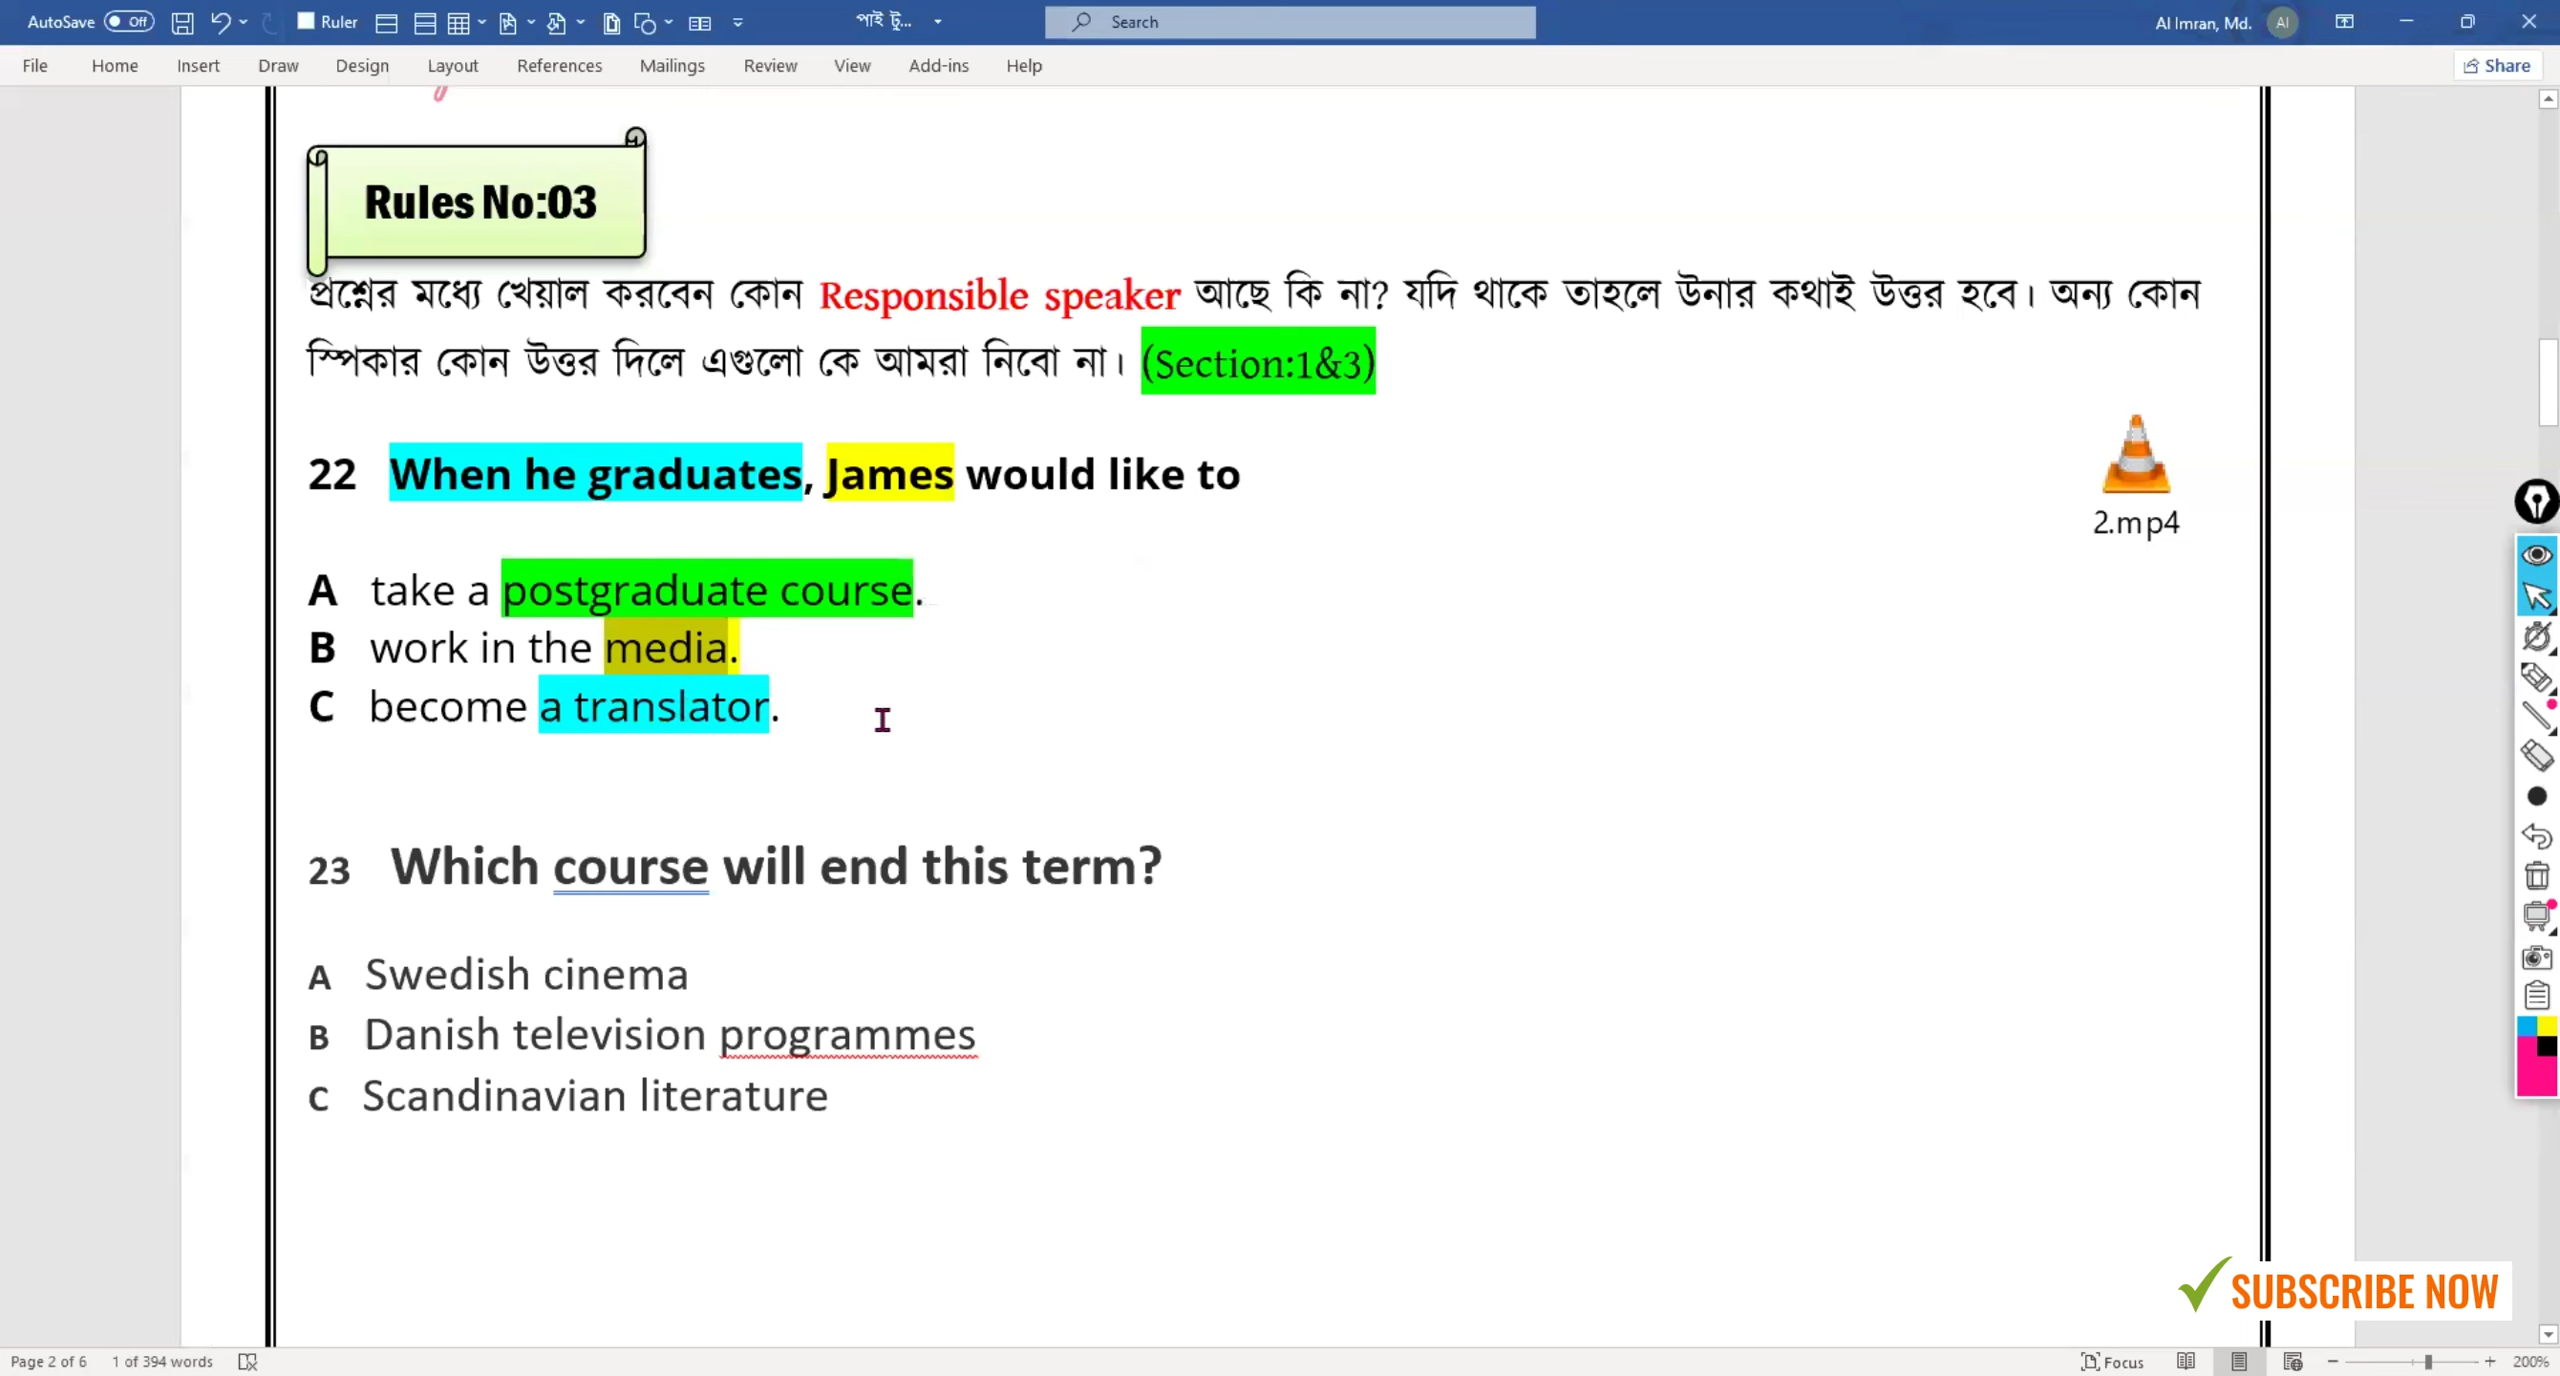 AutoSave Off Ruler পাই টু... Search Al Imran, Md. AI
File Home Insert Draw Design Layout References Mailings Review View Add-ins Help Share
Rules No:03
প্রশ্নের মধ্যে খেয়াল করবেন কোন Responsible speaker আছে কি না? যদি থাকে তাহলে উনার কথাই উত্তর হবে। অন্য কোন
স্পিকার কোন উত্তর দিলে এগুলো কে আমরা নিবো না। (Section:1&3)
22 When he graduates, James would like to
2.mp4
A take a postgraduate course.
B work in the media.
C become a translator.
23 Which course will end this term?
A Swedish cinema
B Danish television programmes
C Scandinavian literature
SUBSCRIBE NOW
Page 2 of 6 1 of 394 words Focus 200%